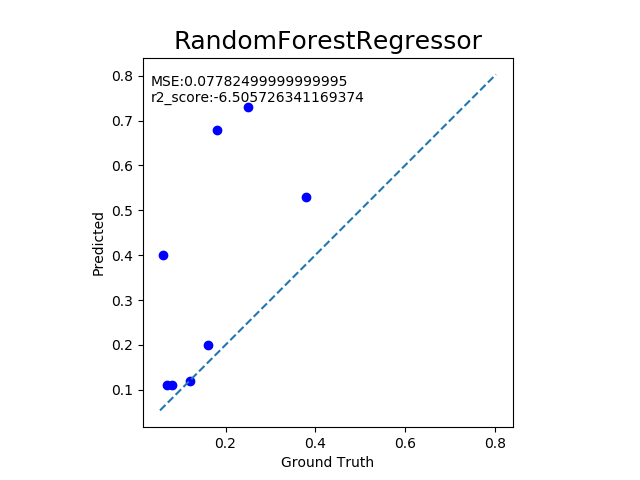 RandomForestRegressor
MSE:0.07782499999999995
r2_score:-6.505726341169374
0.8
0.7
0.6
0.5
0.4
0.3
0.2
0.1
Predicted
0.2 0.4 0.6 0.8
Ground Truth